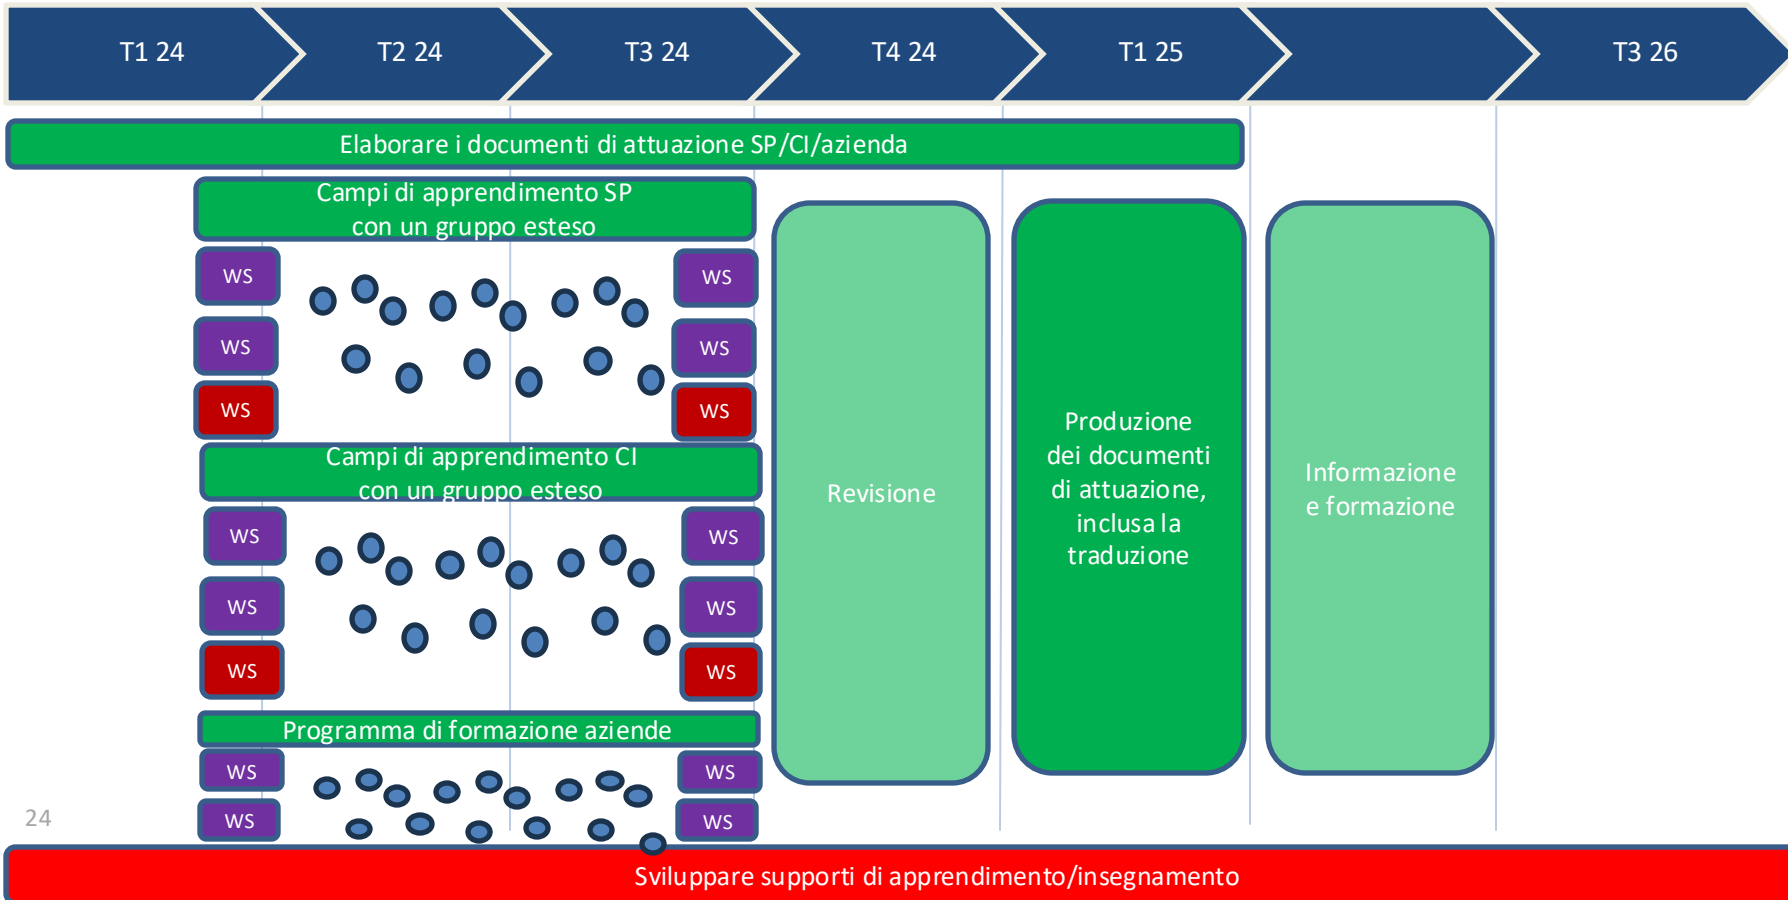 T1 24
T2 24
T3 24
T4 24
T1 25
T3 26
Elaborare i documenti di attuazione SP/CI/azienda
Campi di apprendimento SP
con un gruppo esteso
WS
WS
WS
WS
WS
WS
Campi di apprendimento CI
con un gruppo esteso
WS
WS
WS
WS
WS
WS
Programma di formazione aziende
WS
WS
WS
WS
Revisione
Produzione
dei documenti
di attuazione,
inclusa la
traduzione
Informazione
e formazione
24
Sviluppare supporti di apprendimento/insegnamento